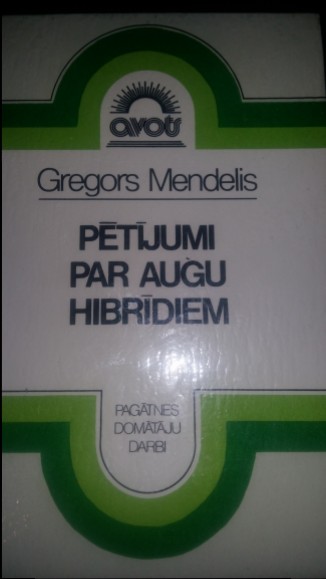 avots
Gregors Mendelis
PĒTĪJUMI
PAR AUGU
HIBRĪDIEM
PAGĀTNES
DOMĀTĀJU
DARBI